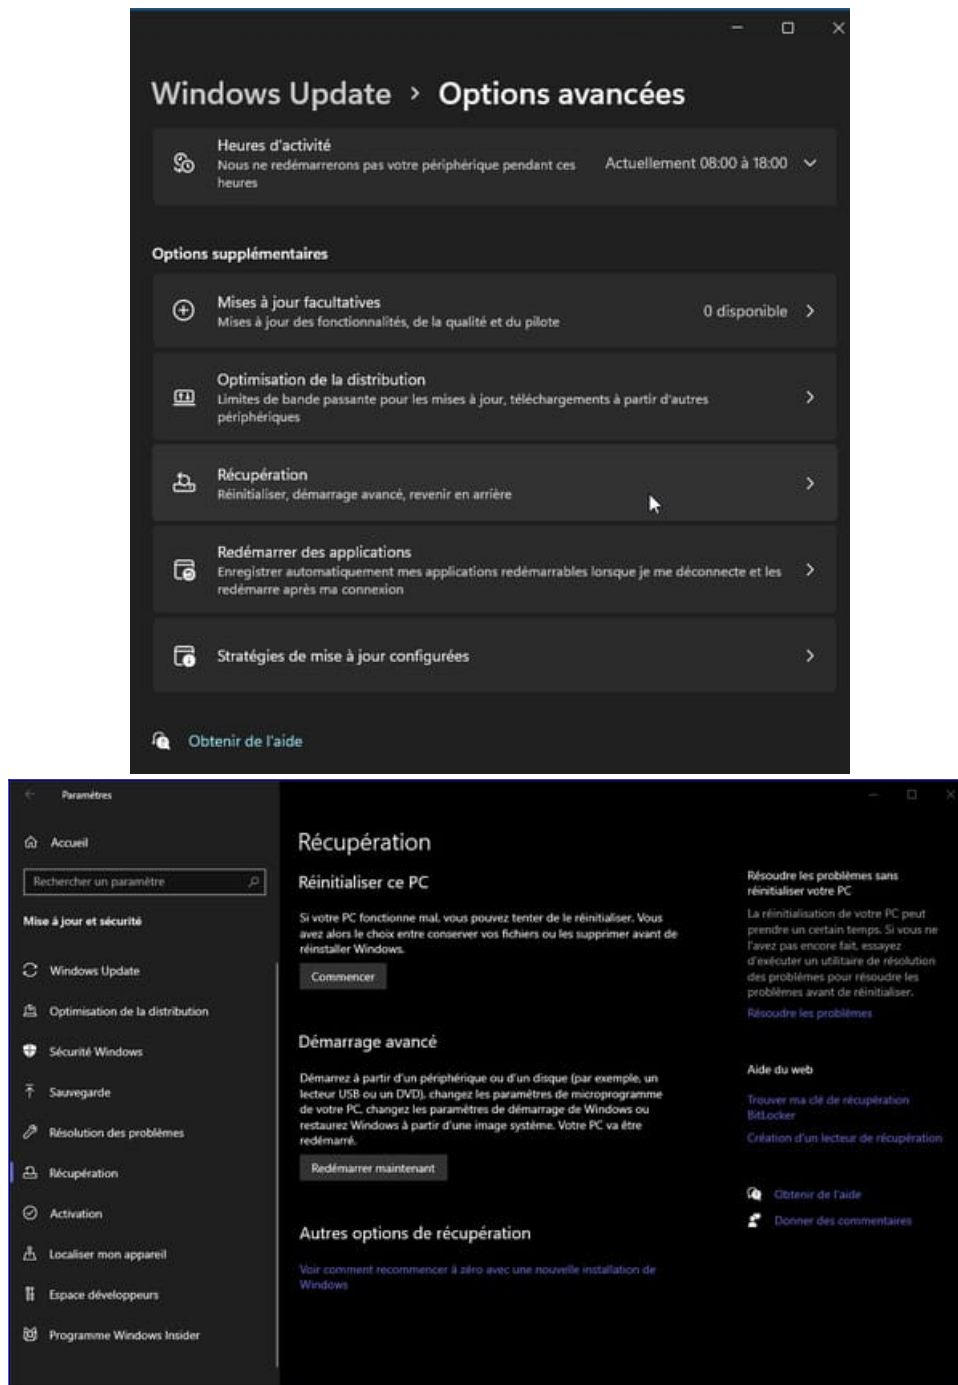 Windows Update > Options avancées
Heures d'activité
Nous ne redémarrerons pas votre périphérique pendant ces
heures
Actuellement 08:00 à 18:00
Options supplémentaires
Mises à jour facultatives
Mises à jour des fonctionnalités, de la qualité et du pilote
0 disponible
Optimisation de la distribution
Limites de bande passante pour les mises à jour, téléchargements à partir d'autres
périphériques
Récupération
Réinitialiser, démarrage avancé, revenir en arrière
Redémarrer des applications
Enregistrer automatiquement mes applications redémarrables lorsque je me déconnecte et les
redémarre après ma connexion
Stratégies de mise à jour configurées
Obtenir de l'aide
Paramètres
Accueil
Rechercher un paramètre
Mise à jour et sécurité
Windows Update
Optimisation de la distribution
Sécurité Windows
Sauvegarde
Résolution des problèmes
Récupération
Activation
Localiser mon appareil
Espace développeurs
Programme Windows Insider
Récupération
Réinitialiser ce PC
Si votre PC fonctionne mal, vous pouvez tenter de le réinitialiser. Vous
avez alors le choix entre conserver vos fichiers ou les supprimer avant de
réinstaller Windows.
Commencer
Démarrage avancé
Démarrez à partir d'un périphérique ou d'un disque (par exemple, un
lecteur USB ou un DVD), changez les paramètres de microprogramme
de votre PC, changez les paramètres de démarrage de Windows ou
restaurez Windows à partir d'une image système. Votre PC va être
redémarré.
Redémarrer maintenant
Autres options de récupération
Voir comment recommencer à zéro avec une nouvelle installation de
Windows
Résoudre les problèmes sans
réinitialiser votre PC
La réinitialisation de votre PC peut
prendre un certain temps. Si vous ne
l'avez pas encore fait, essayez
d'exécuter un utilitaire de résolution
des problèmes pour résoudre les
problèmes avant de réinitialiser.
Résoudre les problèmes
Aide du web
Trouver ma clé de récupération
BitLocker
Création d'un lecteur de récupération
Obtenir de l'aide
Donner des commentaires